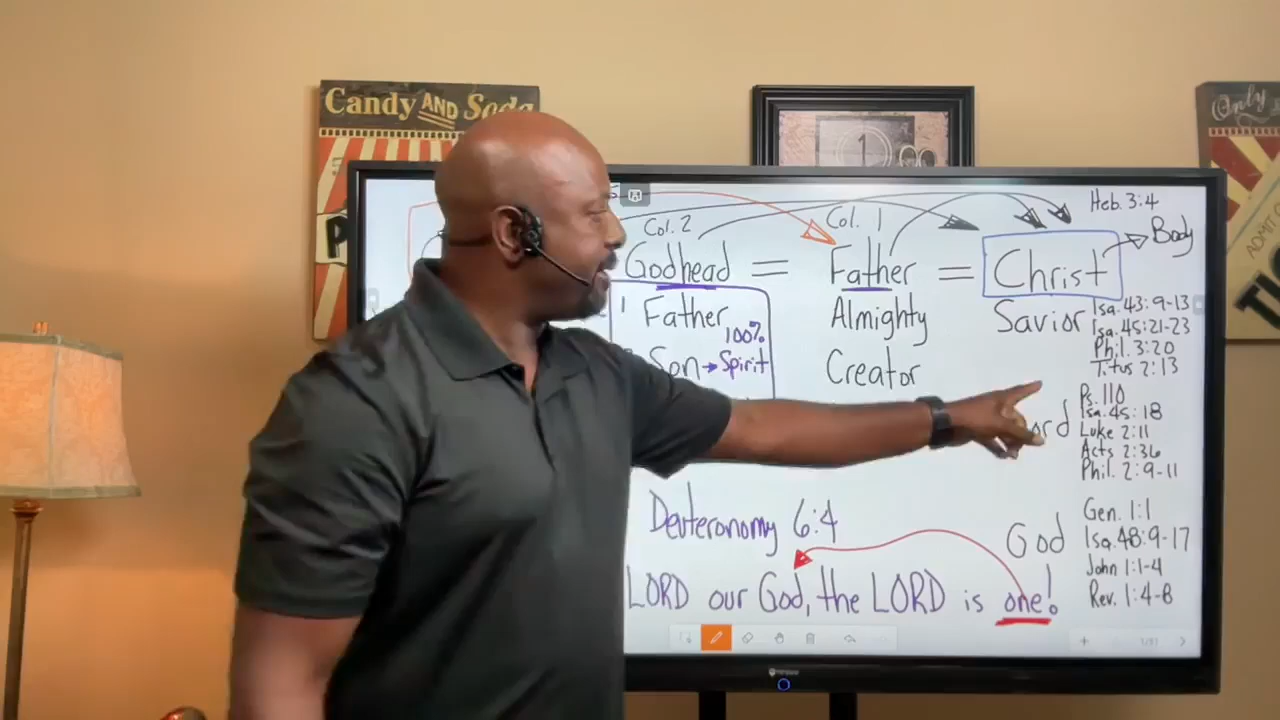 Candy AND Soda
Only
ADMIT
1
Heb. 3:4
Col. 2
Col. 1
Body
Godhead = Father = Christ
1 Father
Almighty
Savior
100%
Son → Spirit
Creator
Isa. 43:9-13
Isa. 45:21-23
Phil. 3:20
Titus 2:13
Ps. 110
Isa. 45:18
Luke 2:11
Acts 2:36
Phil. 2:9-11
Deuteronomy 6:4
God
Gen. 1:1
Isa. 48:9-17
John 1:1-4
Rev. 1:4-8
LORD our God, the LORD is one!